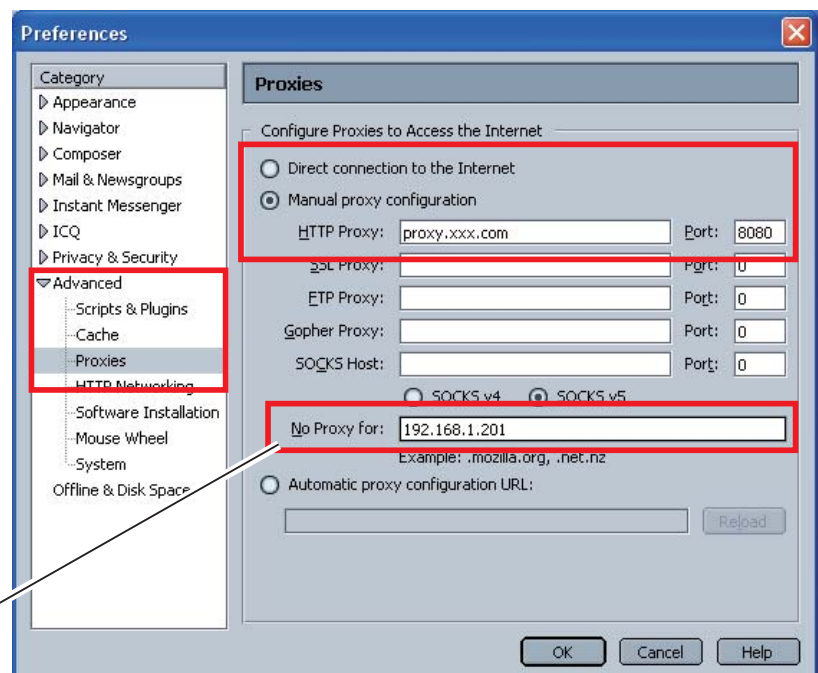 Preferences
Category
Appearance
Navigator
Composer
Mail & Newsgroups
Instant Messenger
ICQ
Privacy & Security
Advanced
Scripts & Plugins
Cache
Proxies
HTTP Networking
Software Installation
Mouse Wheel
System
Offline & Disk Space
Proxies
Configure Proxies to Access the Internet
Direct connection to the Internet
Manual proxy configuration
HTTP Proxy: proxy.xxx.com Port: 8080
SSL Proxy: Port: 0
FTP Proxy: Port: 0
Gopher Proxy: Port: 0
SOCKS Host: Port: 0
SOCKS v4 SOCKS v5
No Proxy for: 192.168.1.201
Example: .mozilla.org, .net.nz
Automatic proxy configuration URL:
Reload
OK Cancel Help